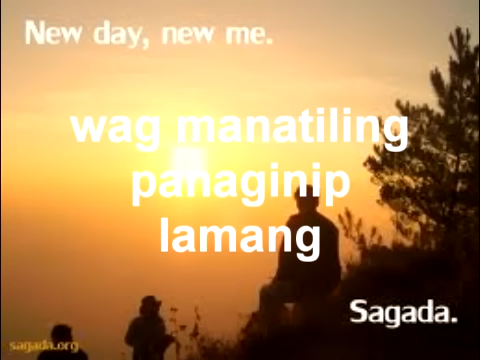 New day, new me.
wag manatiling
panaginip
lamang
Sagada.
sagada.org